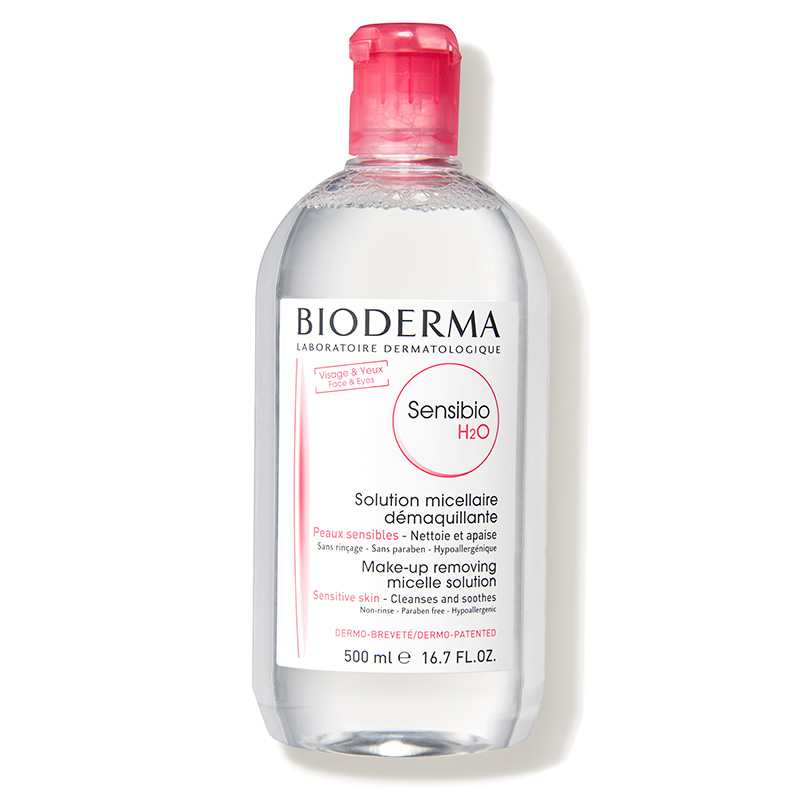 BIODERMA
LABORATOIRE DERMATOLOGIQUE
Visage & Yeux
Face & Eyes
Sensibio
H2O
Solution micellaire
démaquillante
Peaux sensibles - Nettoie et apaise
Sans rinçage - Sans paraben - Hypoallergénique
Make-up removing
micelle solution
Sensitive skin - Cleanses and soothes
Non-rinse - Paraben free - Hypoallergenic
DERMO-BREVETÉ/DERMO-PATENTED
500 ml ℮ 16.7 FL.OZ.